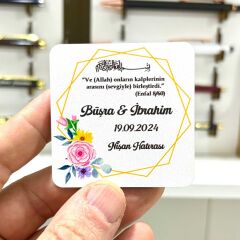 "Ve (Allah) onların kalplerinin
arasını (sevgiyle) birleştirdi."
(Enfal 8/63)
Büşra & İbrahim
19.09.2024
Nişan Hatırası